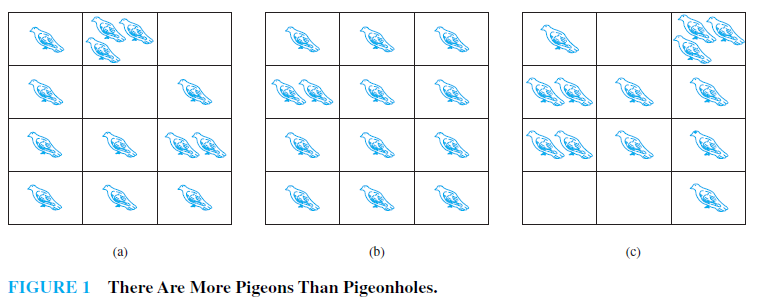 (a)
(b)
(c)
FIGURE 1 There Are More Pigeons Than Pigeonholes.